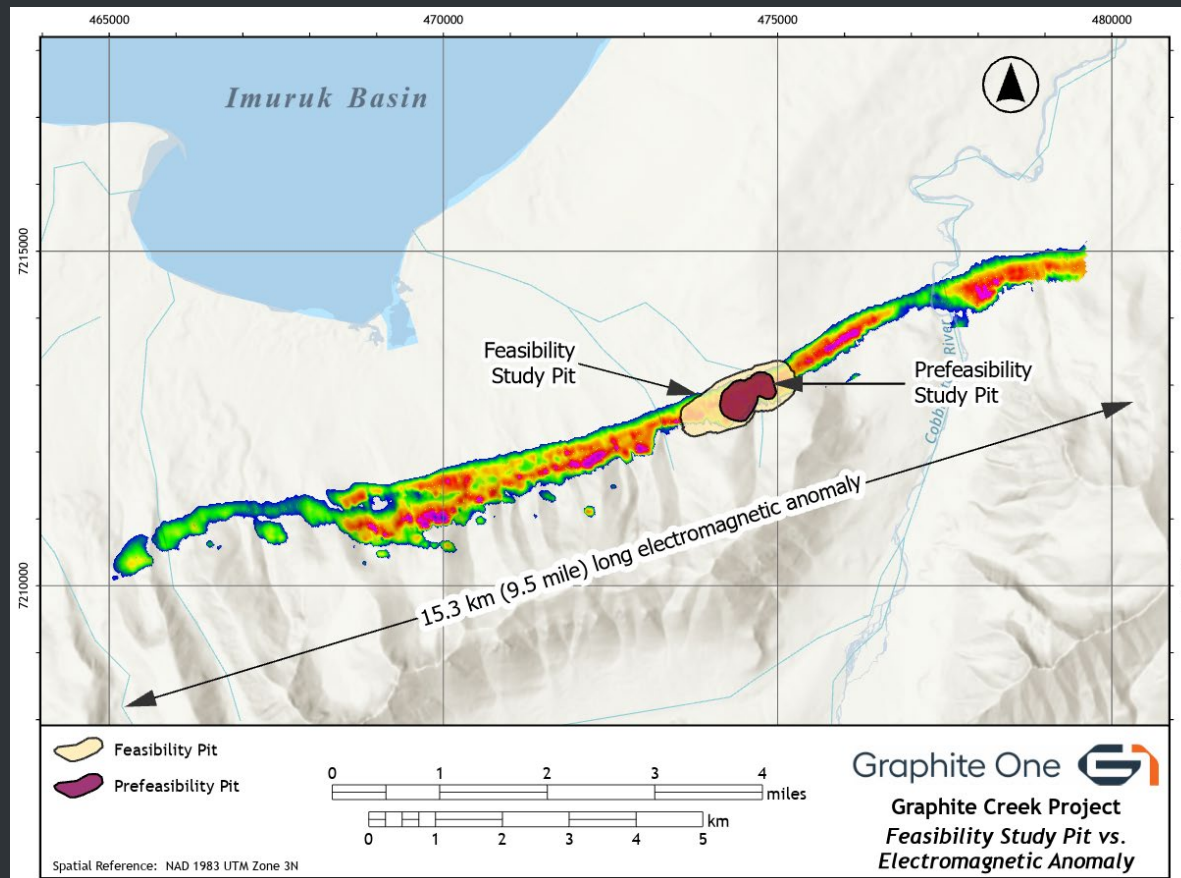 465000
470000
475000
480000
Imuruk Basin
7215000
7210000
Feasibility
Study Pit
Prefeasibility
Study Pit
River
15.3 km (9.5 mile) long electromagnetic anomaly
Feasibility Pit
Prefeasibility Pit
0 1 2 3 4
miles
km
0 1 2 3 4 5
Spatial Reference: NAD 1983 UTM Zone 3N
Graphite One G1
Graphite Creek Project
Feasibility Study Pit vs.
Electromagnetic Anomaly